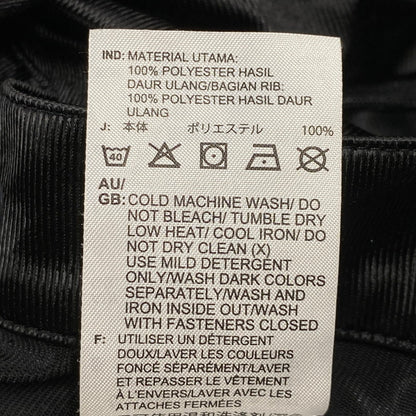 IND: MATERIAL UTAMA:
100% POLYESTER HASIL
DAUR ULANG/BAGIAN RIB:
100% POLYESTER HASIL DAUR
ULANG
J: 本体 ポリエステル 100%
40
AU/
GB: COLD MACHINE WASH/ DO
NOT BLEACH/ TUMBLE DRY
LOW HEAT/ COOL IRON/ DO
NOT DRY CLEAN (X)
USE MILD DETERGENT
ONLY/WASH DARK COLORS
SEPARATELY/WASH AND
IRON INSIDE OUT/WASH
WITH FASTENERS CLOSED
F: UTILISER UN DÉTERGENT
DOUX/LAVER LES COULEURS
FONCÉ SÉPARÉMENT/LAVER
ET REPASSER LE VÊTEMENT
À L'ENVERS/LAVER AVEC LES
ATTACHES FERMÉES